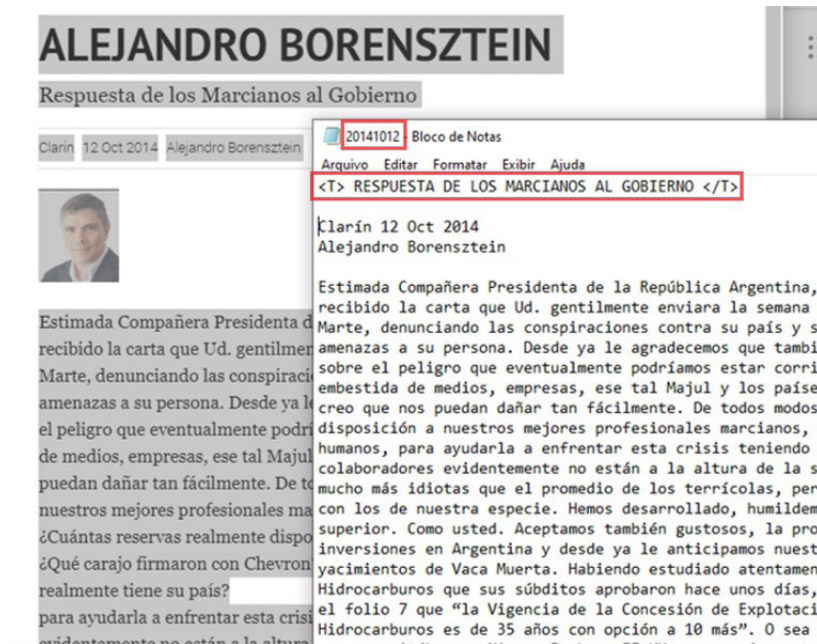 ALEJANDRO BORENSZTEIN
Respuesta de los Marcianos al Gobierno
Clarín 12 Oct 2014 Alejandro Borensztein
Estimada Compañera Presidenta d
recibido la carta que Ud. gentilmen
Marte, denunciando las conspiraci
amenazas a su persona. Desde ya le
el peligro que eventualmente podrí
de medios, empresas, ese tal Majul
puedan dañar tan fácilmente. De to
nuestros mejores profesionales ma
¿Cuántas reservas realmente dispo
¿Qué carajo firmaron con Chevron
realmente tiene su país?
para ayudarla a enfrentar esta crisi
evidentemente no están a la altura
20141012 - Bloco de Notas
Arquivo Editar Formatar Exibir Ajuda
<T> RESPUESTA DE LOS MARCIANOS AL GOBIERNO </T>
Clarín 12 Oct 2014
Alejandro Borensztein
Estimada Compañera Presidenta de la República Argentina,
recibido la carta que Ud. gentilmente enviara la semana
Marte, denunciando las conspiraciones contra su país y s
amenazas a su persona. Desde ya le agradecemos que tambi
sobre el peligro que eventualmente podríamos estar corri
embestida de medios, empresas, ese tal Majul y los paíse
creo que nos puedan dañar tan fácilmente. De todos modos
disposición a nuestros mejores profesionales marcianos,
humanos, para ayudarla a enfrentar esta crisis teniendo
colaboradores evidentemente no están a la altura de la s
mucho más idiotas que el promedio de los terrícolas, per
con los de nuestra especie. Hemos desarrollado, humildem
superior. Como usted. Aceptamos también gustosos, la pro
inversiones en Argentina y desde ya le anticipamos nuest
yacimientos de Vaca Muerta. Habiendo estudiado atentamen
Hidrocarburos que sus súbditos aprobaron hace unos días,
el folio 7 que “la Vigencia de la Concesión de Explotaci
Hidrocarburos es de 35 años con opción a 10 más”. O sea